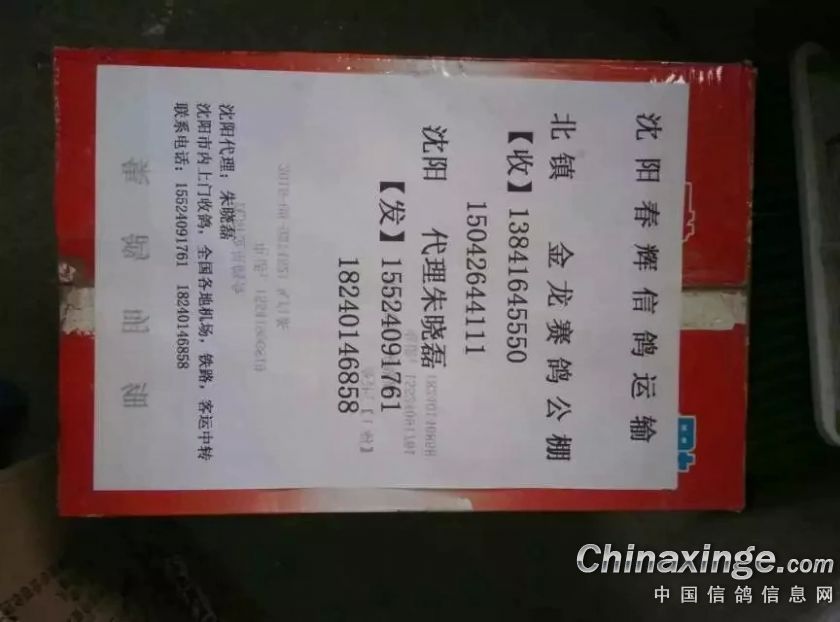 沈阳春辉信鸽运输
北镇 金龙赛鸽公棚
【收】13841645550
15042644111
沈阳 代理朱晓磊
【发】15524091761
18240146858
沈阳代理：朱晓磊
沈阳市内上门收鸽，全国各地机场，铁路，客运中转
联系电话：15524091761 18240146858
Chinaxinge.com
中国信鸽信息网